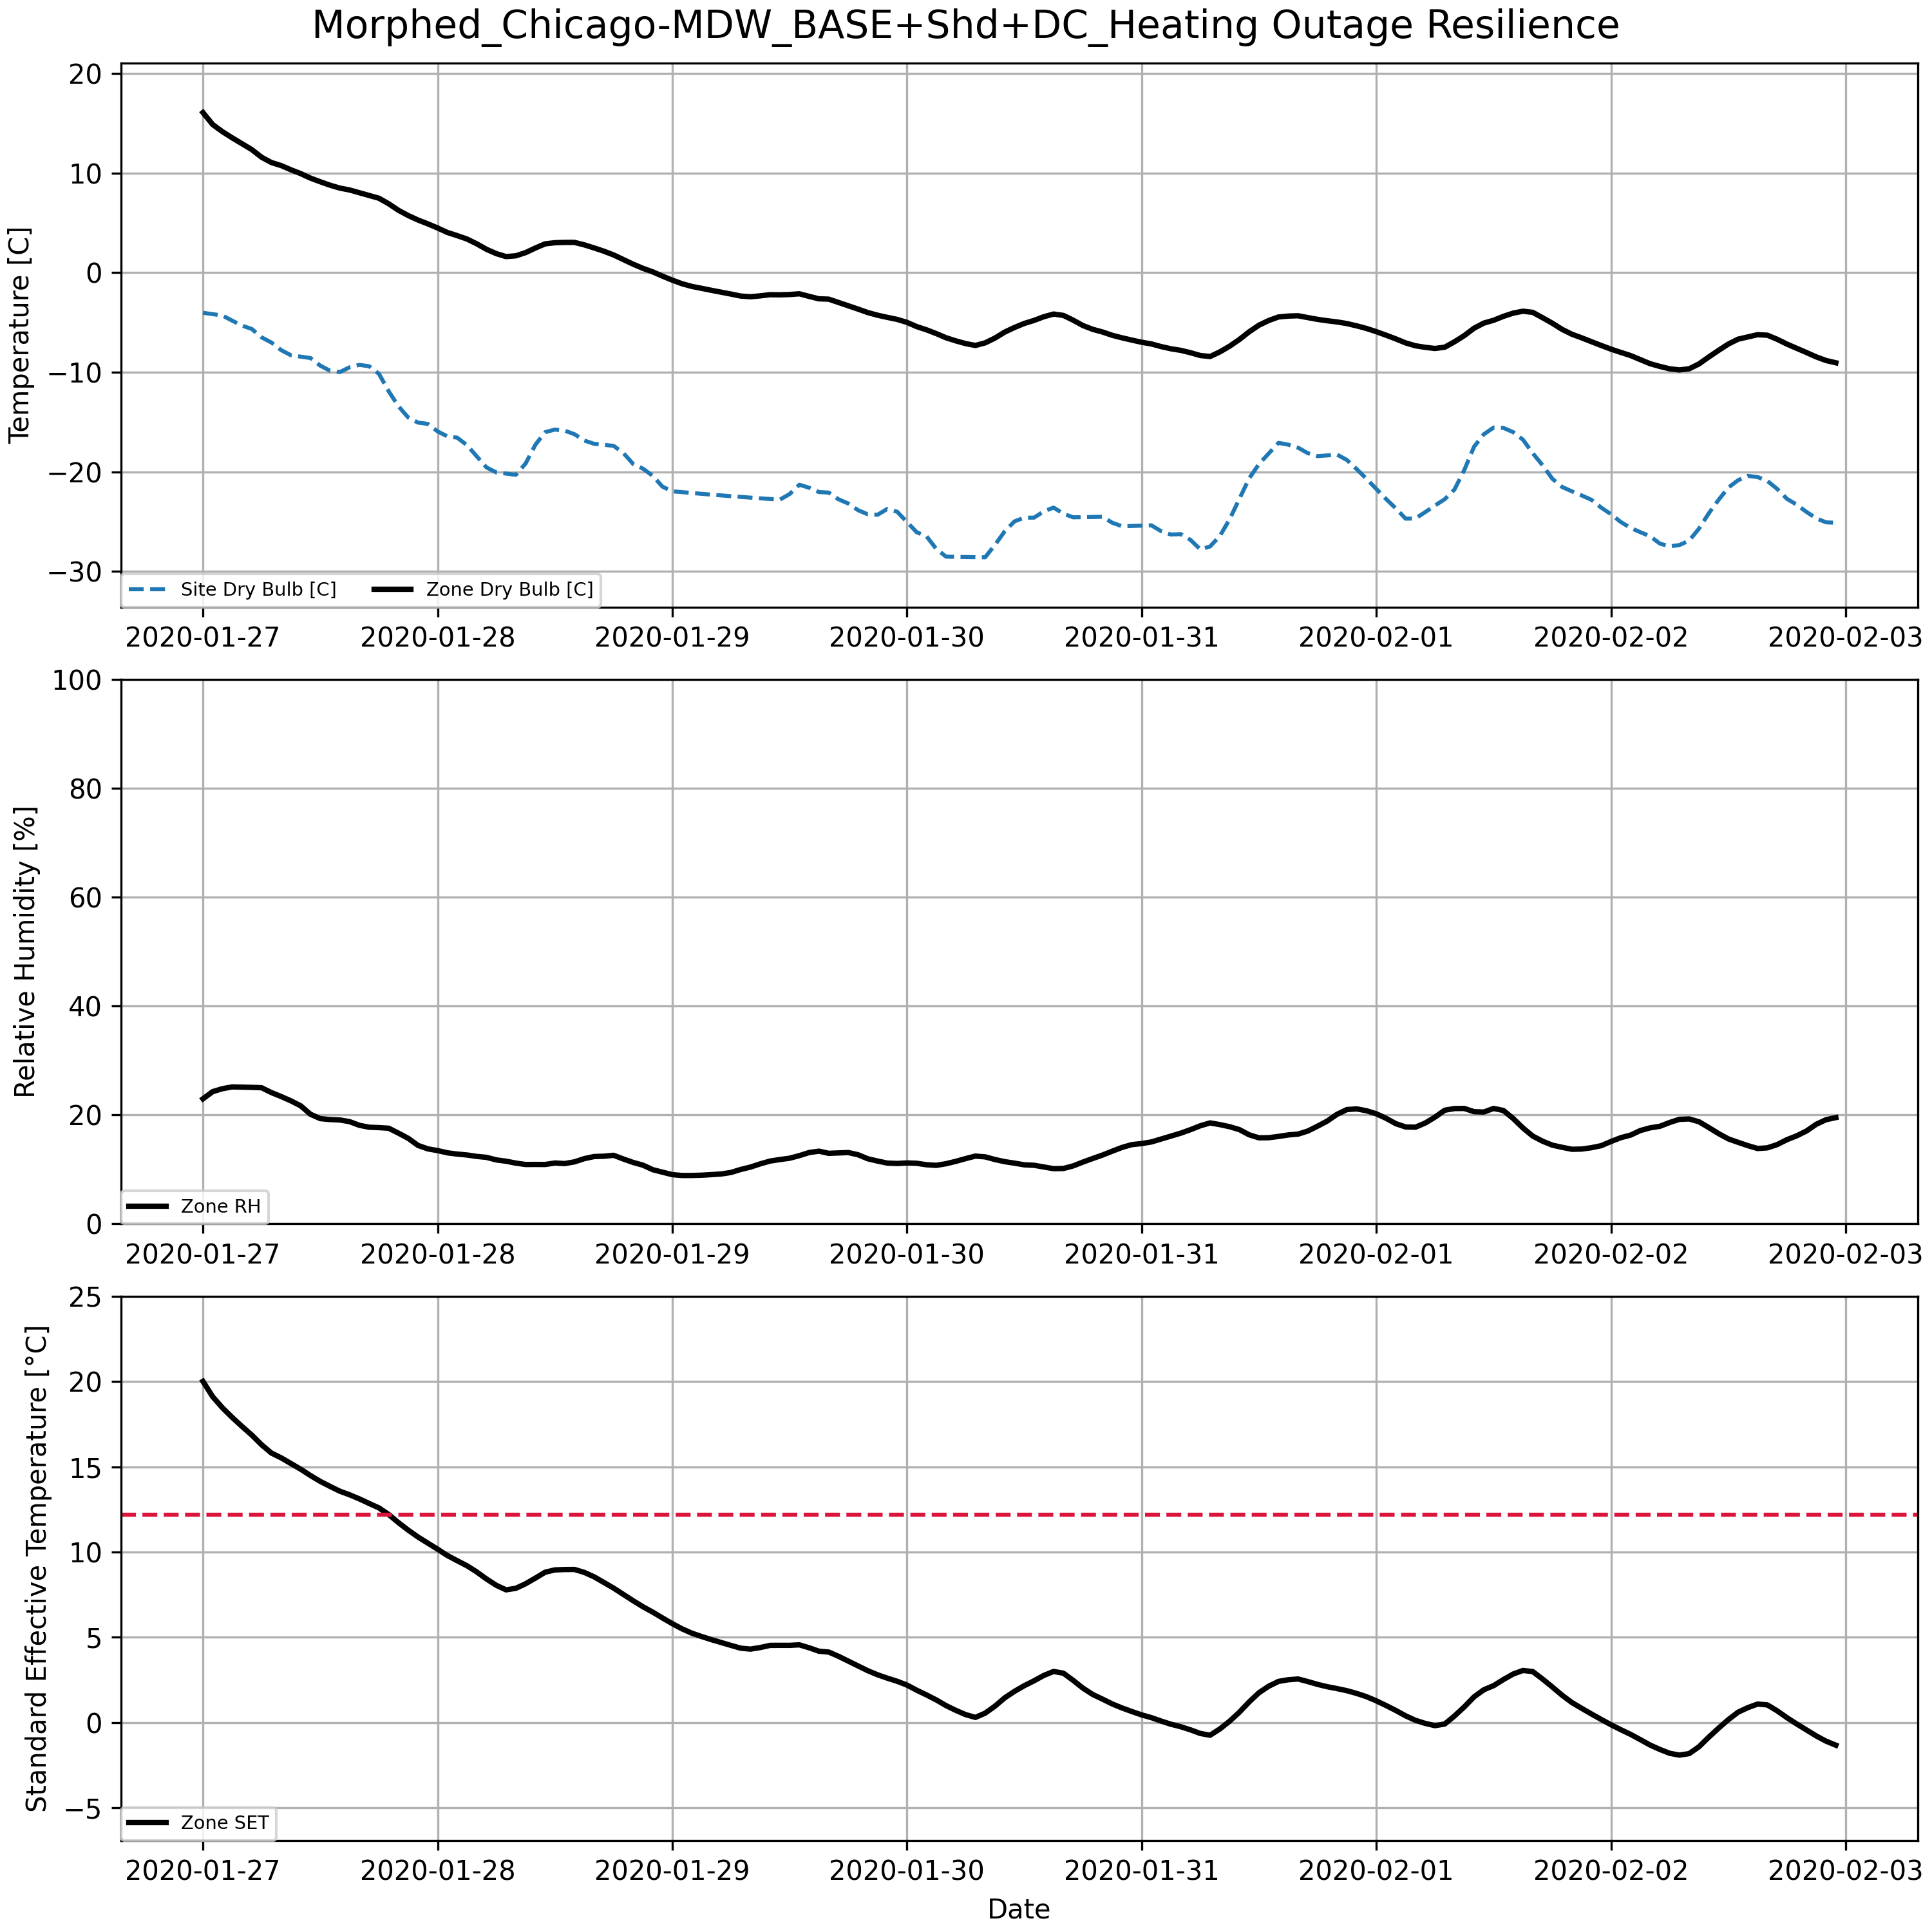 Morphed_Chicago-MDW_BASE+Shd+DC_Heating Outage Resilience
Temperature [C]
20
10
0
−10
−20
−30
Site Dry Bulb [C] Zone Dry Bulb [C]
2020-01-27 2020-01-28 2020-01-29 2020-01-30 2020-01-31 2020-02-01 2020-02-02 2020-02-03
Relative Humidity [%]
100
80
60
40
20
0
Zone RH
2020-01-27 2020-01-28 2020-01-29 2020-01-30 2020-01-31 2020-02-01 2020-02-02 2020-02-03
Standard Effective Temperature [°C]
25
20
15
10
5
0
−5
Zone SET
2020-01-27 2020-01-28 2020-01-29 2020-01-30 2020-01-31 2020-02-01 2020-02-02 2020-02-03
Date